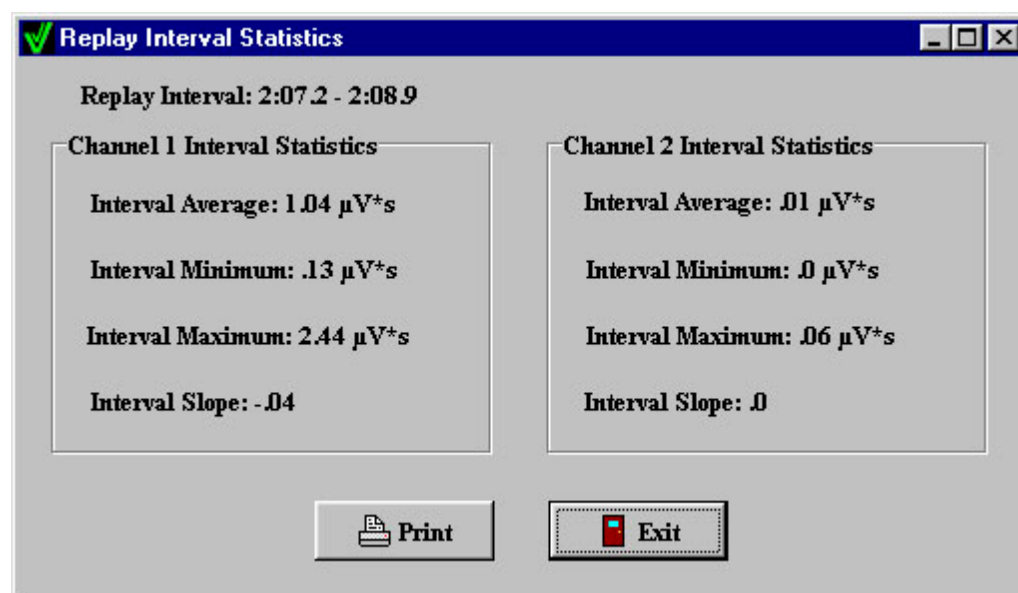 Replay Interval Statistics
Replay Interval: 2:07.2 - 2:08.9
Channel 1 Interval Statistics
Interval Average: 1.04 µV*s
Interval Minimum: .13 µV*s
Interval Maximum: 2.44 µV*s
Interval Slope: -.04
Channel 2 Interval Statistics
Interval Average: .01 µV*s
Interval Minimum: .0 µV*s
Interval Maximum: .06 µV*s
Interval Slope: .0
Print
Exit